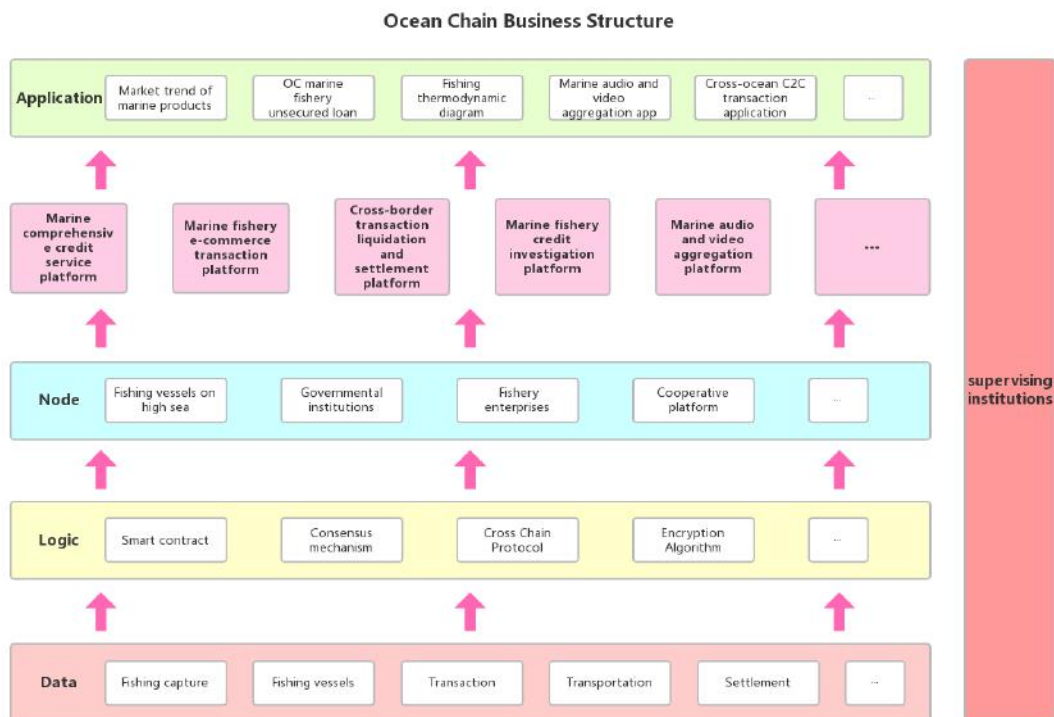 Ocean Chain Business Structure
Application
Market trend of
marine products
OC marine
fishery
unsecured loan
Fishing
thermodynamic
diagram
Marine audio and
video
aggregation app
Cross-ocean C2C
transaction
application
...
Marine
comprehensiv
e credit
service
platform
Marine fishery
e-commerce
transaction
platform
Cross-border
transaction
liquidation
and
settlement
platform
Marine fishery
credit
investigation
platform
Marine audio
and video
aggregation
platform
...
Node
Fishing vessels on
high sea
Governmental
institutions
Fishery
enterprises
Cooperative
platform
...
supervising
institutions
Logic
Smart contract
Consensus
mechanism
Cross Chain
Protocol
Encryption
Algorithm
...
Data
Fishing capture
Fishing vessels
Transaction
Transportation
Settlement
...